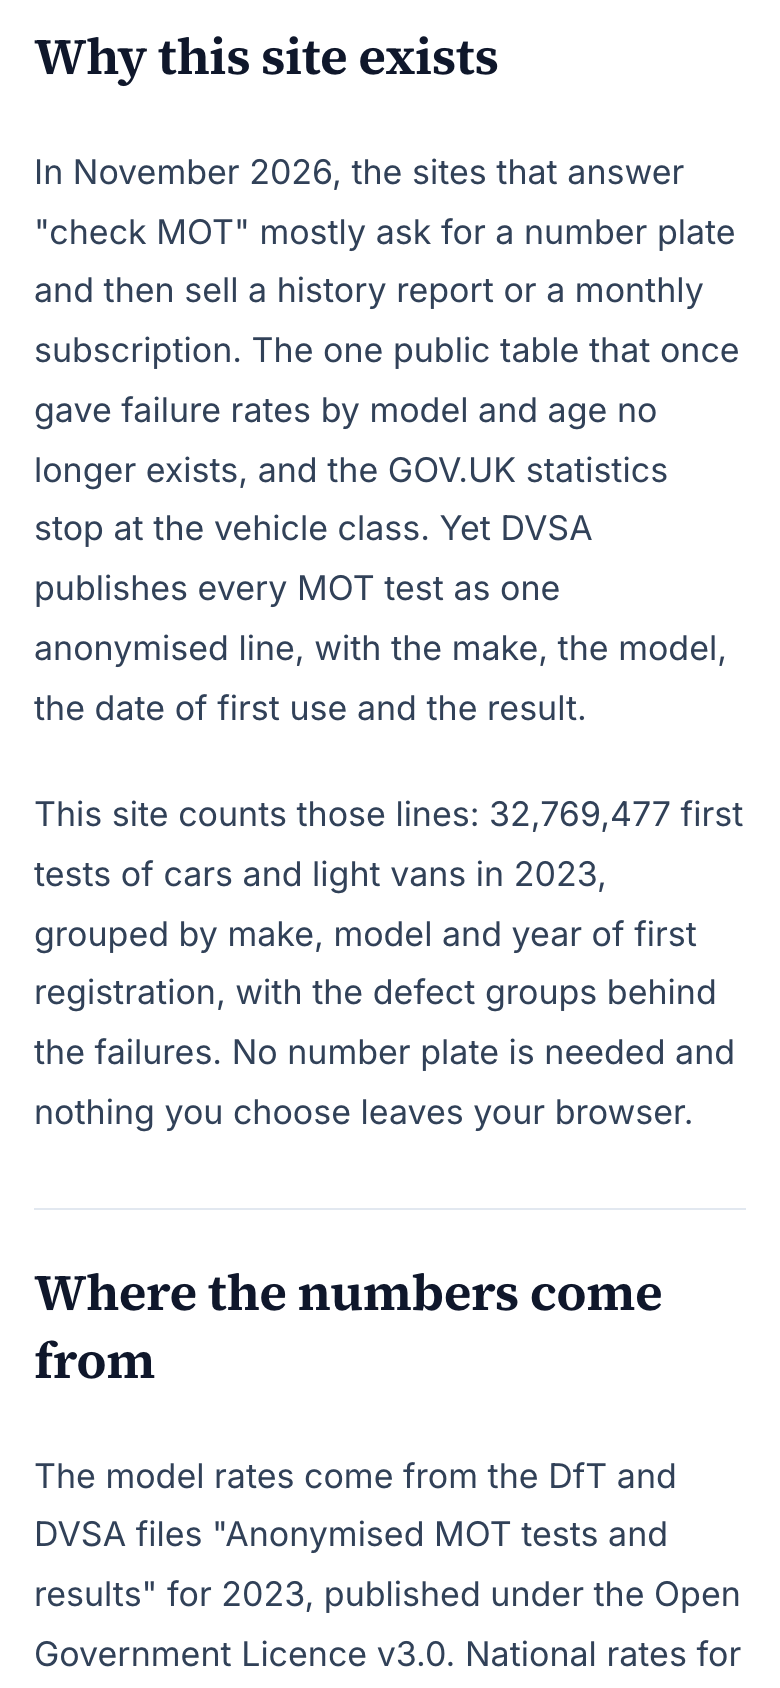 Why this site exists
In November 2026, the sites that answer
"check MOT" mostly ask for a number plate
and then sell a history report or a monthly
subscription. The one public table that once
gave failure rates by model and age no
longer exists, and the GOV.UK statistics
stop at the vehicle class. Yet DVSA
publishes every MOT test as one
anonymised line, with the make, the model,
the date of first use and the result.
This site counts those lines: 32,769,477 first
tests of cars and light vans in 2023,
grouped by make, model and year of first
registration, with the defect groups behind
the failures. No number plate is needed and
nothing you choose leaves your browser.
Where the numbers come
from
The model rates come from the DfT and
DVSA files "Anonymised MOT tests and
results" for 2023, published under the Open
Government Licence v3.0. National rates for